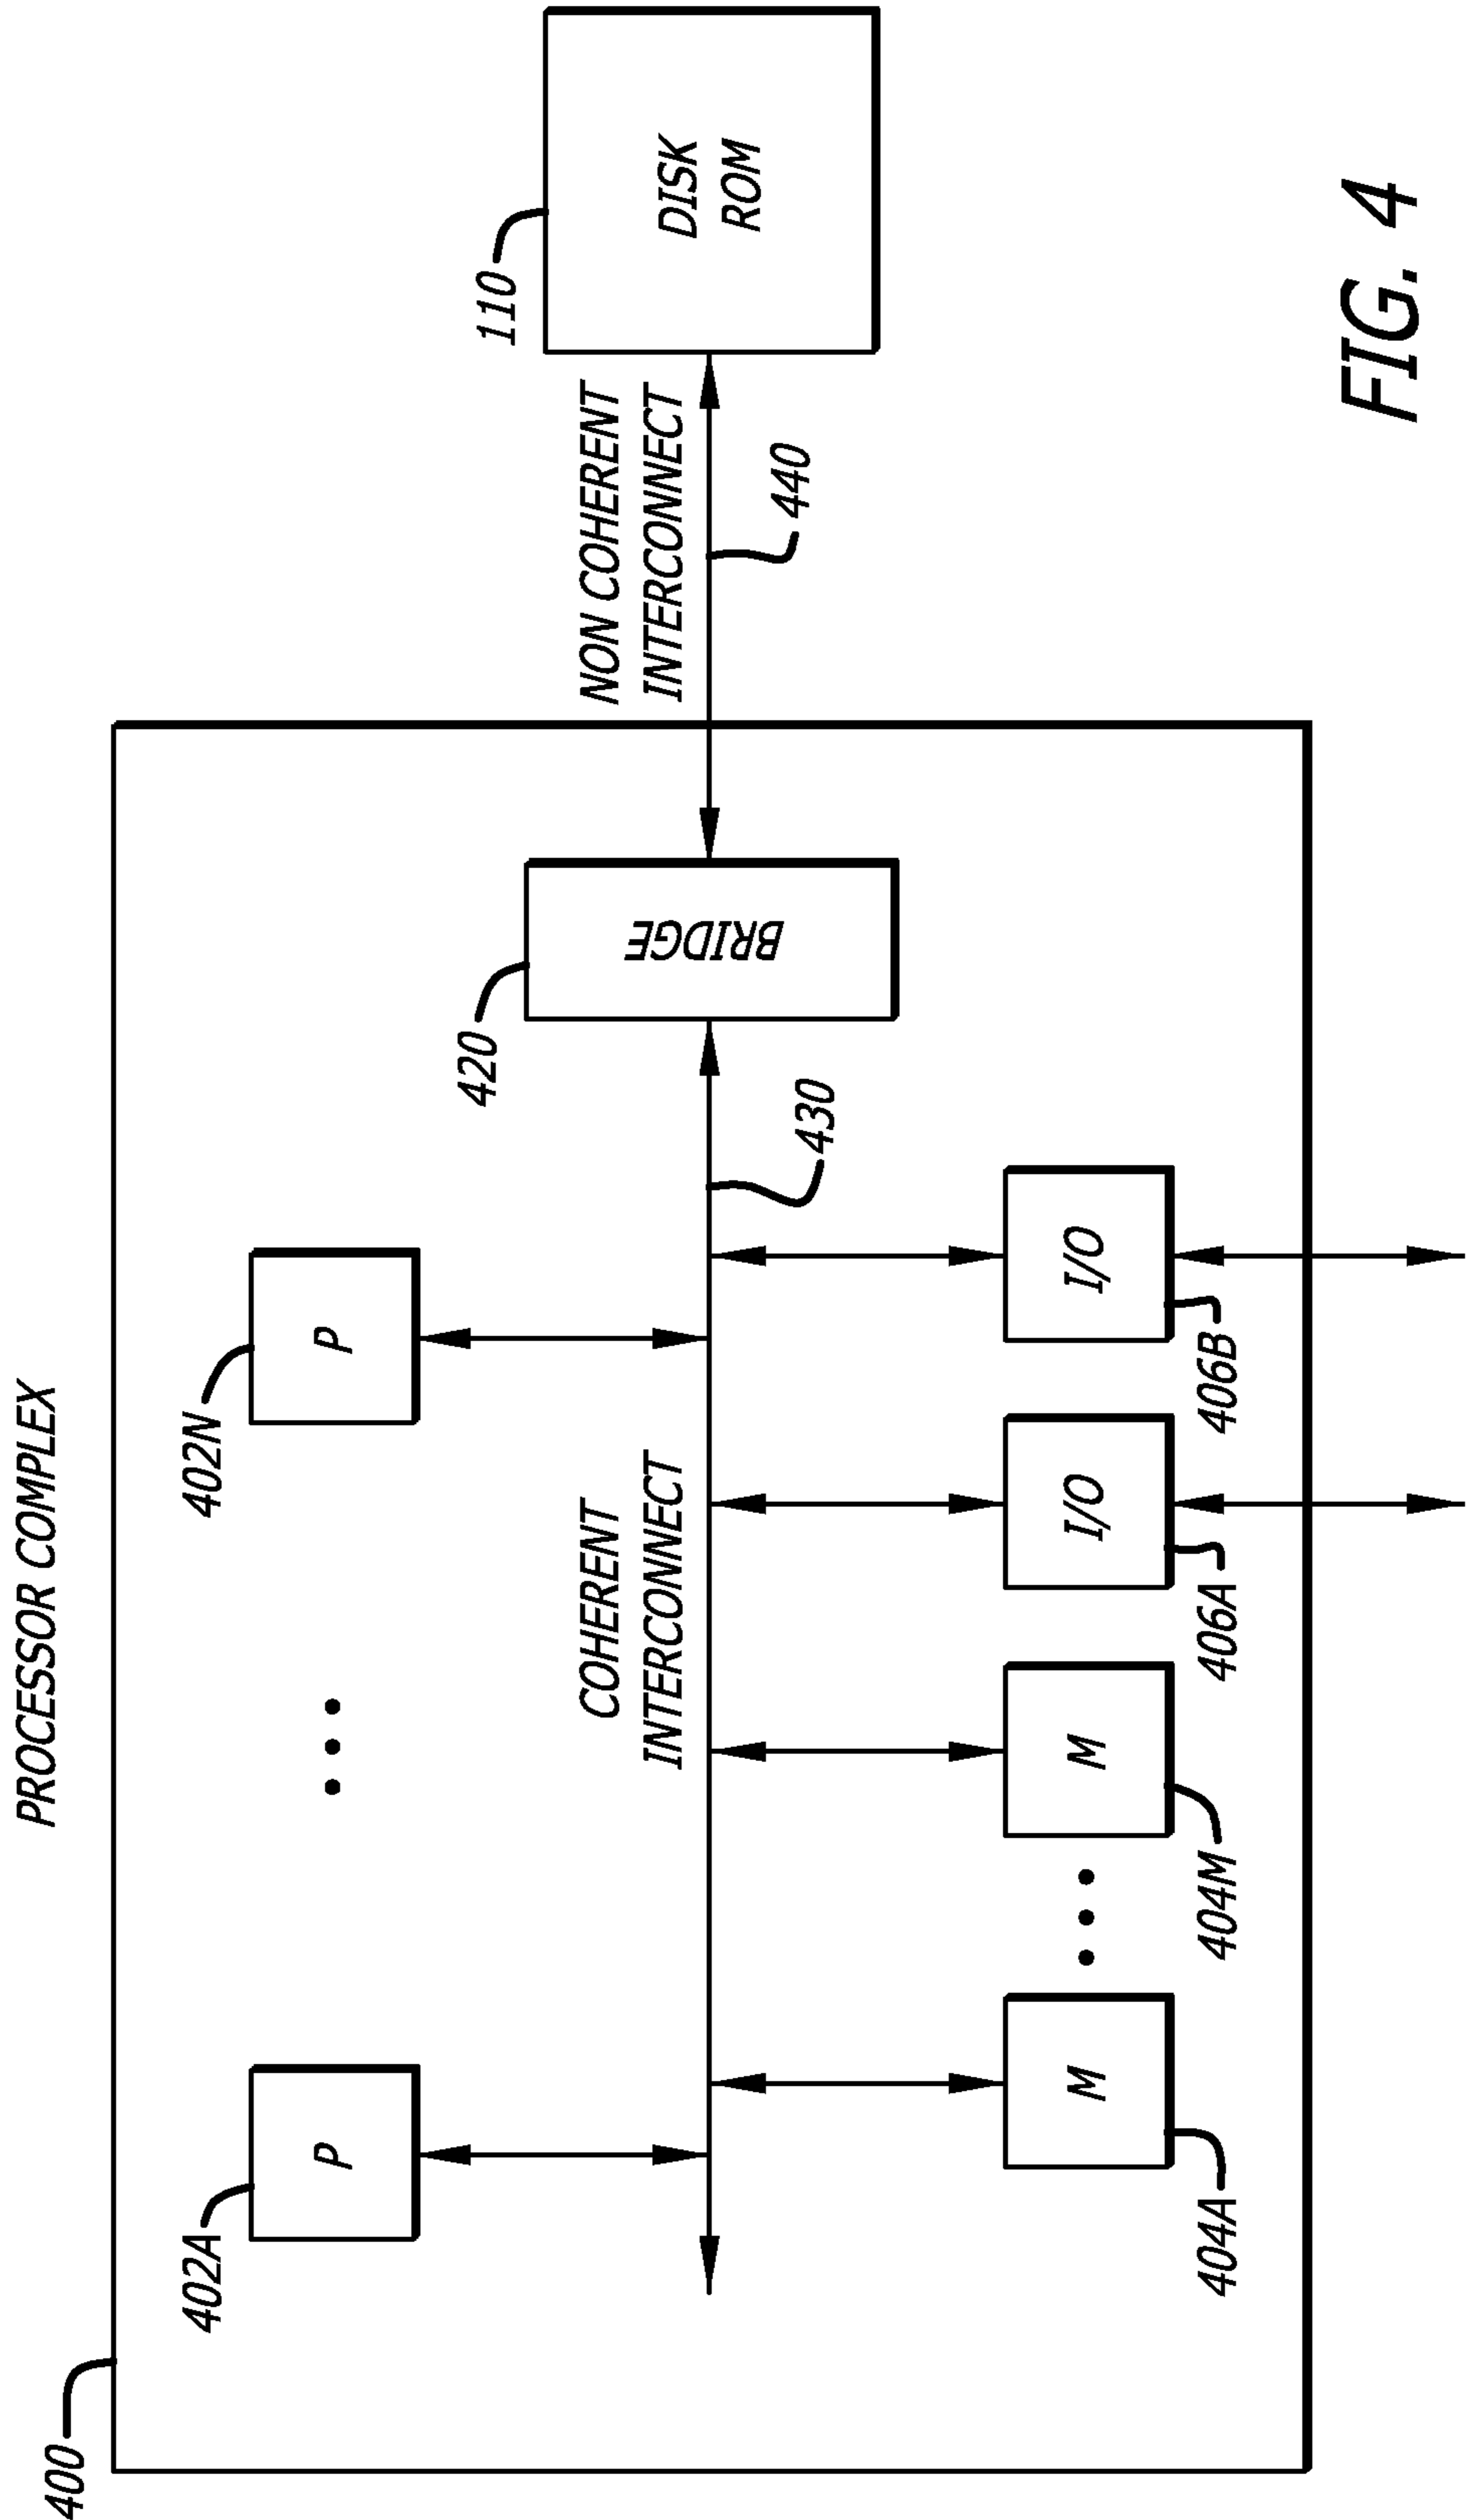 PROCESSOR COMPLEX
400
402A
P
402N
P
COHERENT
INTERCONNECT
430
420
BRIDGE
NON COHERENT
INTERCONNECT
440
110
DISK
ROM
M
404A
M
404M
I/O
406A
I/O
406B
FIG. 4